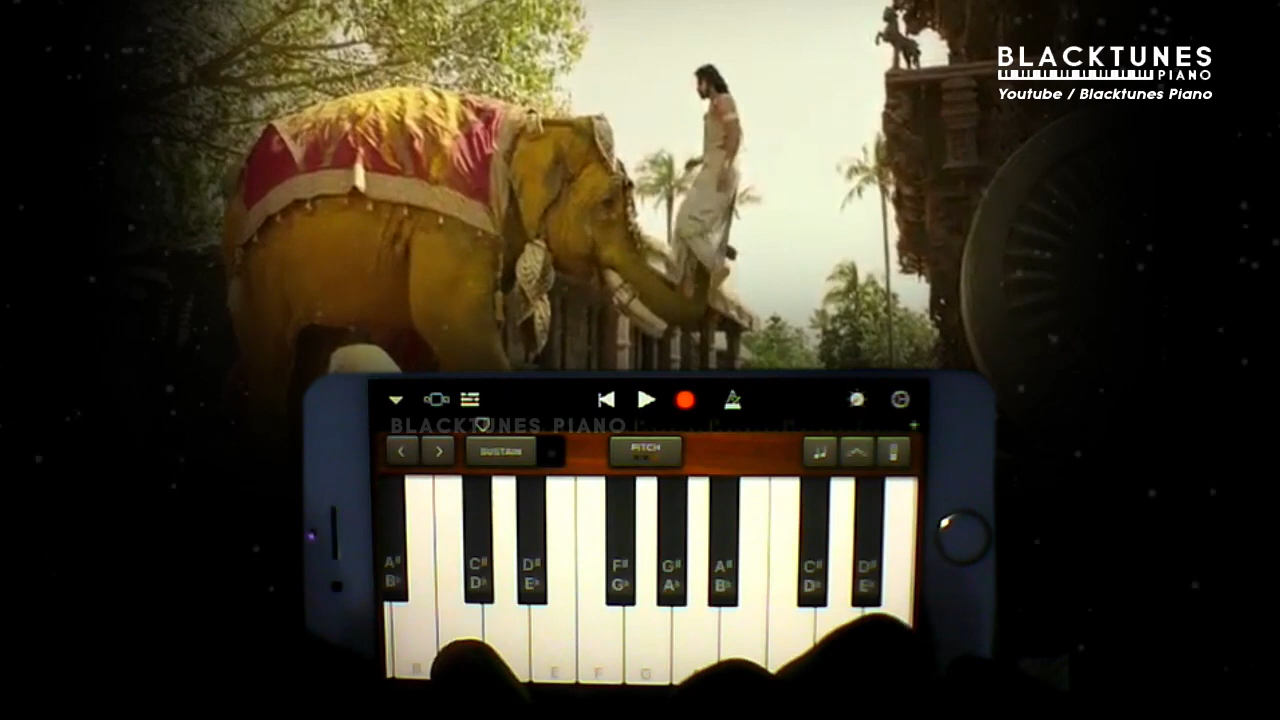 BLACKTUNES
PIANO
Youtube / Blacktunes Piano
BLACKTUNES PIANO
SUSTAIN
PITCH
A# C# D# F# G# A# C# D#
B♭ D♭ E♭ G♭ A♭ B♭ D♭ E♭
B E F G